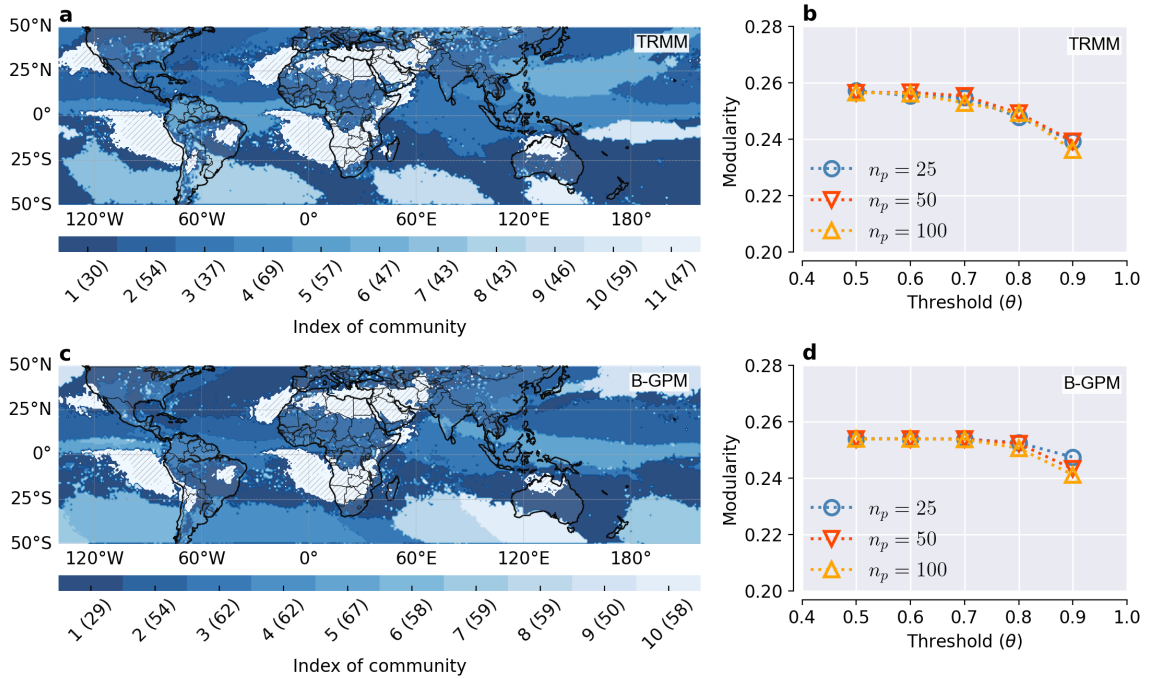 a
50°N
25°N
0°
25°S
50°S
TRMM
120°W 60°W 0° 60°E 120°E 180°
1 (30) 2 (54) 3 (37) 4 (69) 5 (57) 6 (47) 7 (43) 8 (43) 9 (46) 10 (59) 11 (47)
Index of community
b
0.28
0.26
0.24
0.22
0.20
Modularity
TRMM
n_p = 25
n_p = 50
n_p = 100
0.4 0.5 0.6 0.7 0.8 0.9 1.0
Threshold (θ)
c
50°N
25°N
0°
25°S
50°S
B-GPM
120°W 60°W 0° 60°E 120°E 180°
1 (29) 2 (54) 3 (62) 4 (62) 5 (67) 6 (58) 7 (59) 8 (59) 9 (50) 10 (58)
Index of community
d
0.28
0.26
0.24
0.22
0.20
Modularity
B-GPM
n_p = 25
n_p = 50
n_p = 100
0.4 0.5 0.6 0.7 0.8 0.9 1.0
Threshold (θ)